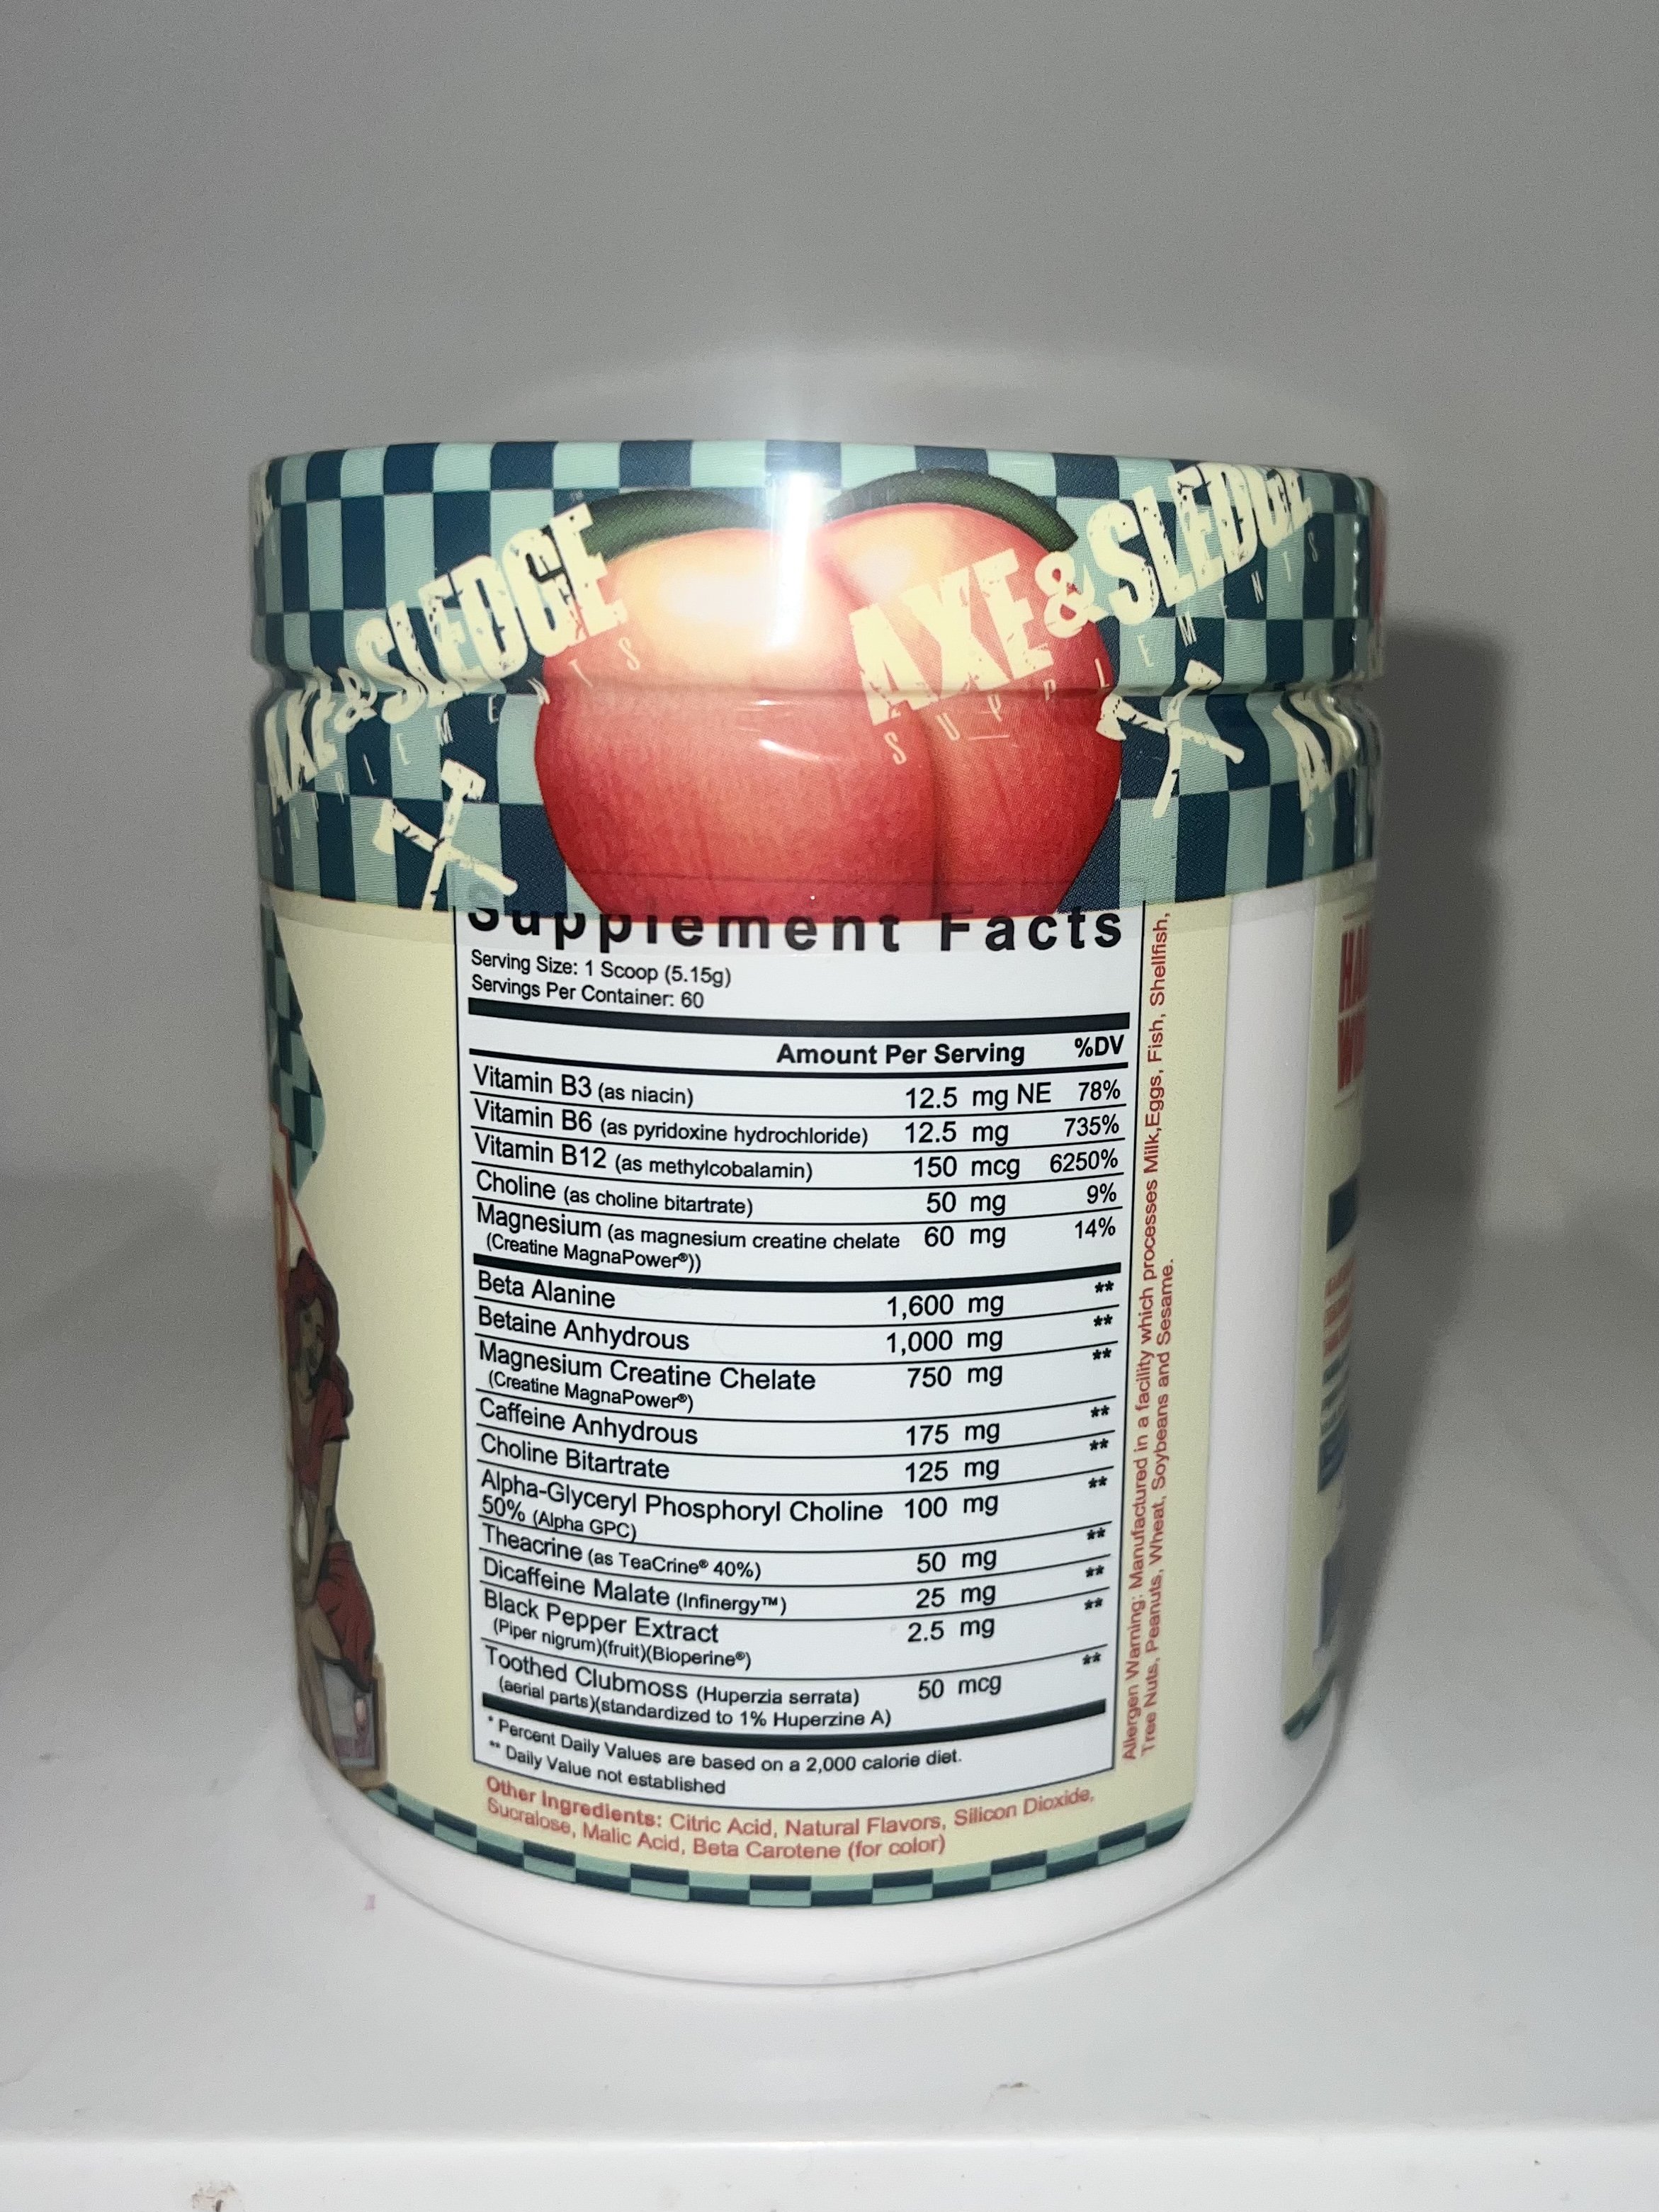 AXE & SLEDGE
SUPPLEMENTS
AXE & SLEDGE
SUPPLEMENTS
Supplement Facts
Serving Size: 1 Scoop (5.15g)
Servings Per Container: 60
Amount Per Serving %DV
Vitamin B3 (as niacin) 12.5 mg NE 78%
Vitamin B6 (as pyridoxine hydrochloride) 12.5 mg 735%
Vitamin B12 (as methylcobalamin) 150 mcg 6250%
Choline (as choline bitartrate) 50 mg 9%
Magnesium (as magnesium creatine chelate 60 mg 14%
(Creatine MagnaPower®))
Beta Alanine 1,600 mg **
Betaine Anhydrous 1,000 mg **
Magnesium Creatine Chelate 750 mg **
(Creatine MagnaPower®)
Caffeine Anhydrous 175 mg **
Choline Bitartrate 125 mg **
Alpha-Glyceryl Phosphoryl Choline 100 mg **
50% (Alpha GPC)
Theacrine (as TeaCrine® 40%) 50 mg **
Dicaffeine Malate (Infinergy™) 25 mg **
Black Pepper Extract 2.5 mg **
(Piper nigrum)(fruit)(Bioperine®)
Toothed Clubmoss (Huperzia serrata) 50 mcg **
(aerial parts)(standardized to 1% Huperzine A)
* Percent Daily Values are based on a 2,000 calorie diet.
** Daily Value not established
Other Ingredients: Citric Acid, Natural Flavors, Silicon Dioxide,
Sucralose, Malic Acid, Beta Carotene (for color)
Allergen Warning: Manufactured in a facility which processes Milk,Eggs, Fish, Shellfish,
Tree Nuts, Peanuts, Wheat, Soybeans and Sesame.